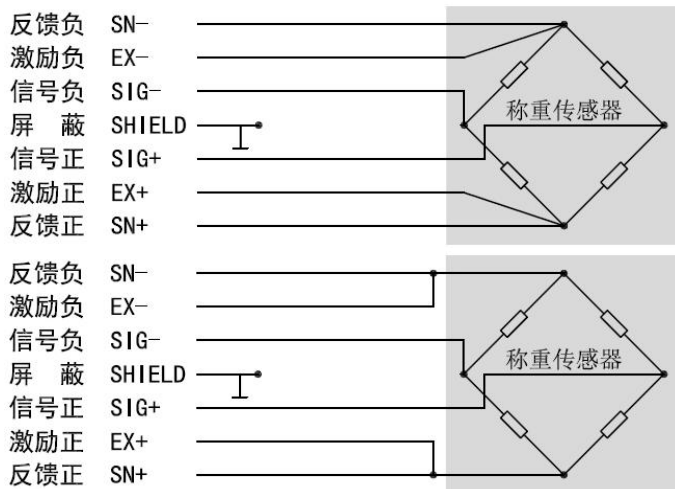 反馈负 SN-
激励负 EX-
信号负 SIG-
屏 蔽 SHIELD
称重传感器
信号正 SIG+
激励正 EX+
反馈正 SN+
反馈负 SN-
激励负 EX-
信号负 SIG-
屏 蔽 SHIELD
称重传感器
信号正 SIG+
激励正 EX+
反馈正 SN+